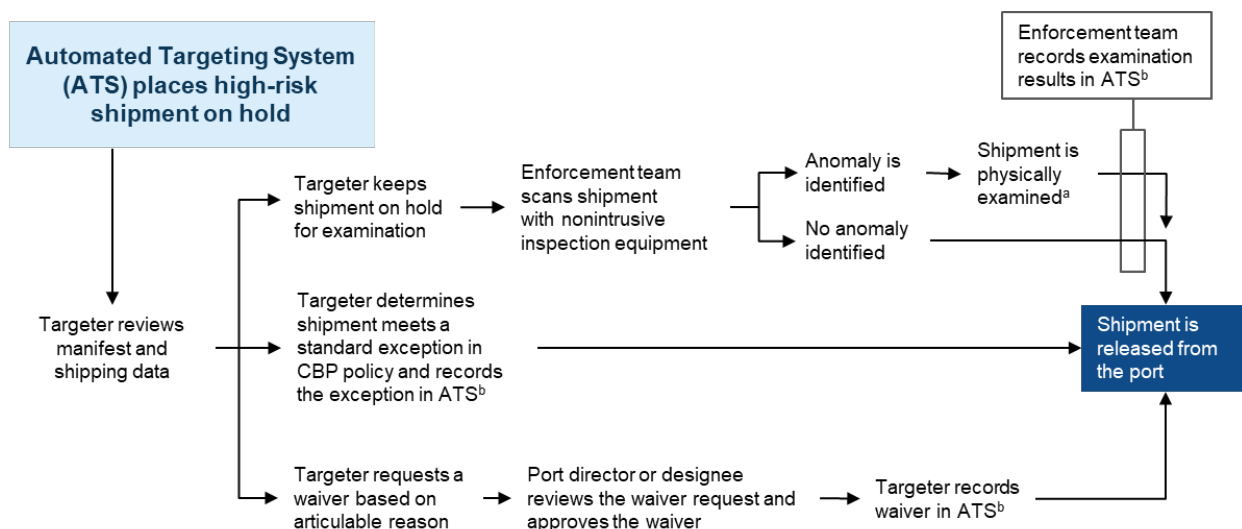 Automated Targeting System
(ATS) places high-risk
shipment on hold
Enforcement team
records examination
results in ATSᵇ
Targeter keeps
shipment on hold
for examination
Enforcement team
scans shipment
with nonintrusive
inspection equipment
Anomaly is
identified
Shipment is
physically
examinedᵃ
No anomaly
identified
Targeter reviews
manifest and
shipping data
Targeter determines
shipment meets a
standard exception in
CBP policy and records
the exception in ATSᵇ
Shipment is
released from
the port
Targeter requests a
waiver based on
articulable reason
Port director or designee
reviews the waiver request and
approves the waiver
Targeter records
waiver in ATSᵇ